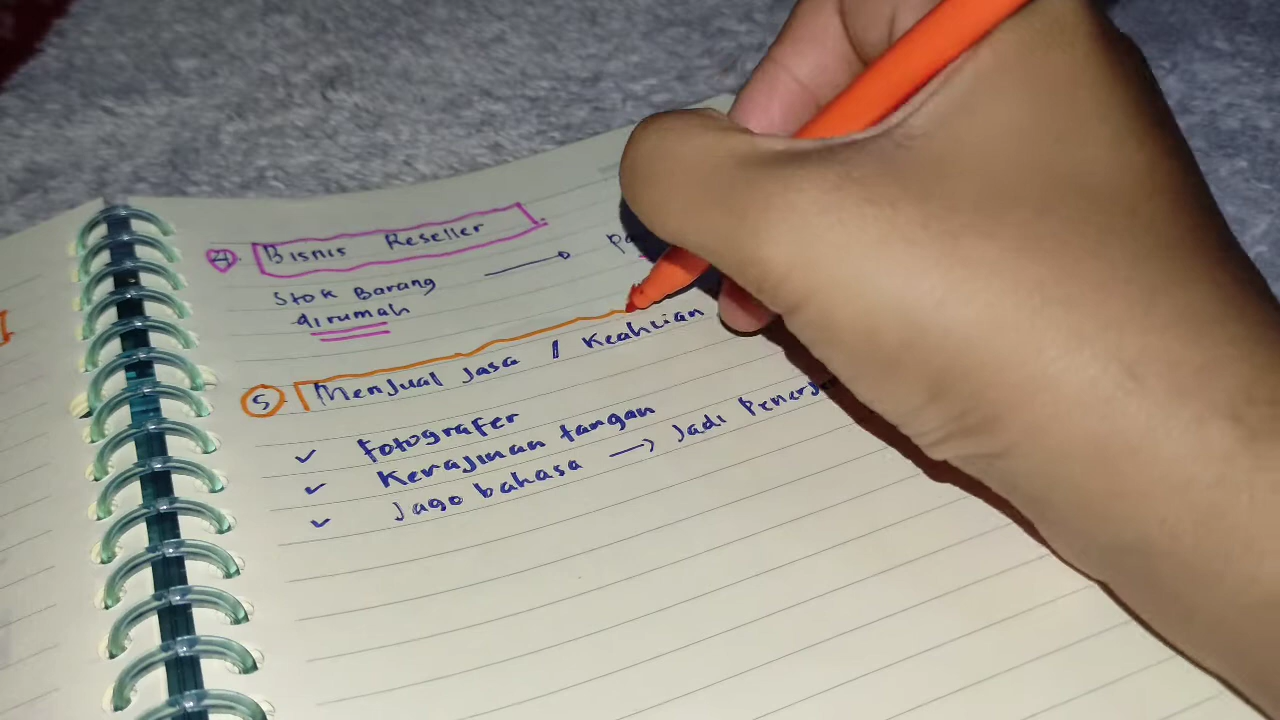 4. Bisnis Reseller
Stok Barang →
dirumah
5. Menjual Jasa / Keahlian
✓ Fotografer
✓ Kerajinan tangan
✓ Jago bahasa → Jadi